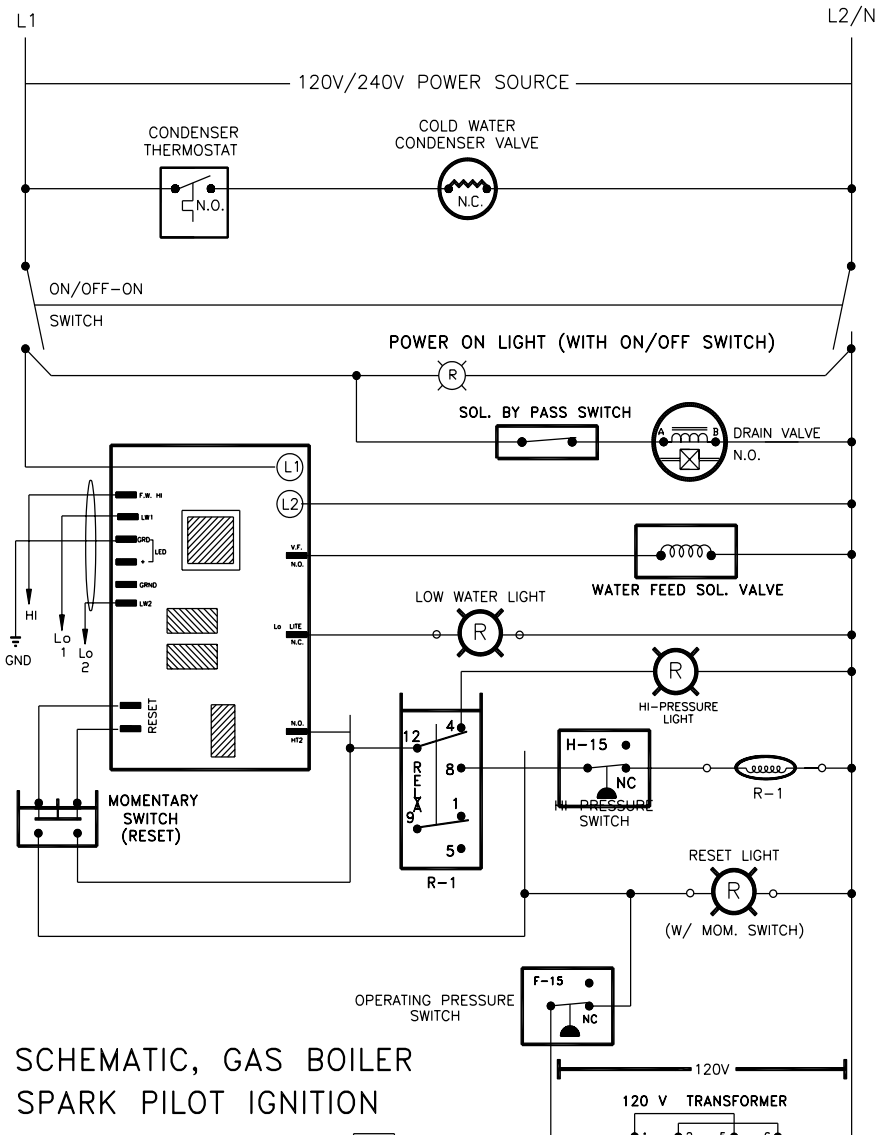 L1
L2/N
120V/240V POWER SOURCE
CONDENSER
THERMOSTAT
COLD WATER
CONDENSER VALVE
N.O.
N.C.
ON/OFF-ON
SWITCH
POWER ON LIGHT (WITH ON/OFF SWITCH)
R
SOL. BY PASS SWITCH
A
B
DRAIN VALVE
N.O.
L1
L2
F.W. HI
LW1
GRD
LED
+
GRND
LW2
HI
Lo
1
Lo
2
GND
V.F.
N.O.
WATER FEED SOL. VALVE
LOW WATER LIGHT
Lo LITE
N.C.
R
R
HI-PRESSURE
LIGHT
RESET
N.O.
HT2
4
12
8
RELA
1
9
5
R-1
H-15
NC
HI PRESSURE
SWITCH
R-1
MOMENTARY
SWITCH
(RESET)
RESET LIGHT
R
(W/ MOM. SWITCH)
F-15
NC
OPERATING PRESSURE
SWITCH
SCHEMATIC, GAS BOILER
SPARK PILOT IGNITION
120V
120 V TRANSFORMER